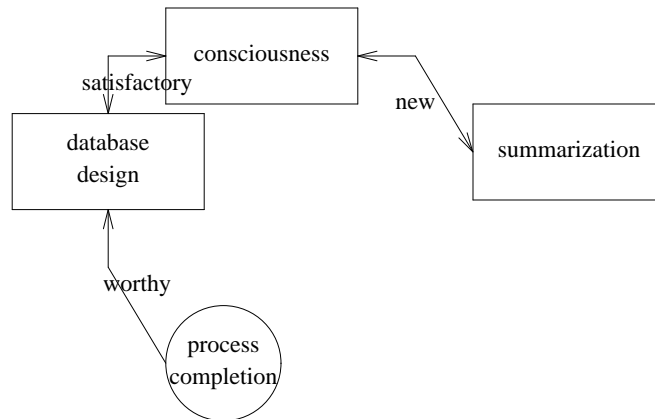 consciousness
satisfactory
new
database
design
summarization
worthy
process
completion